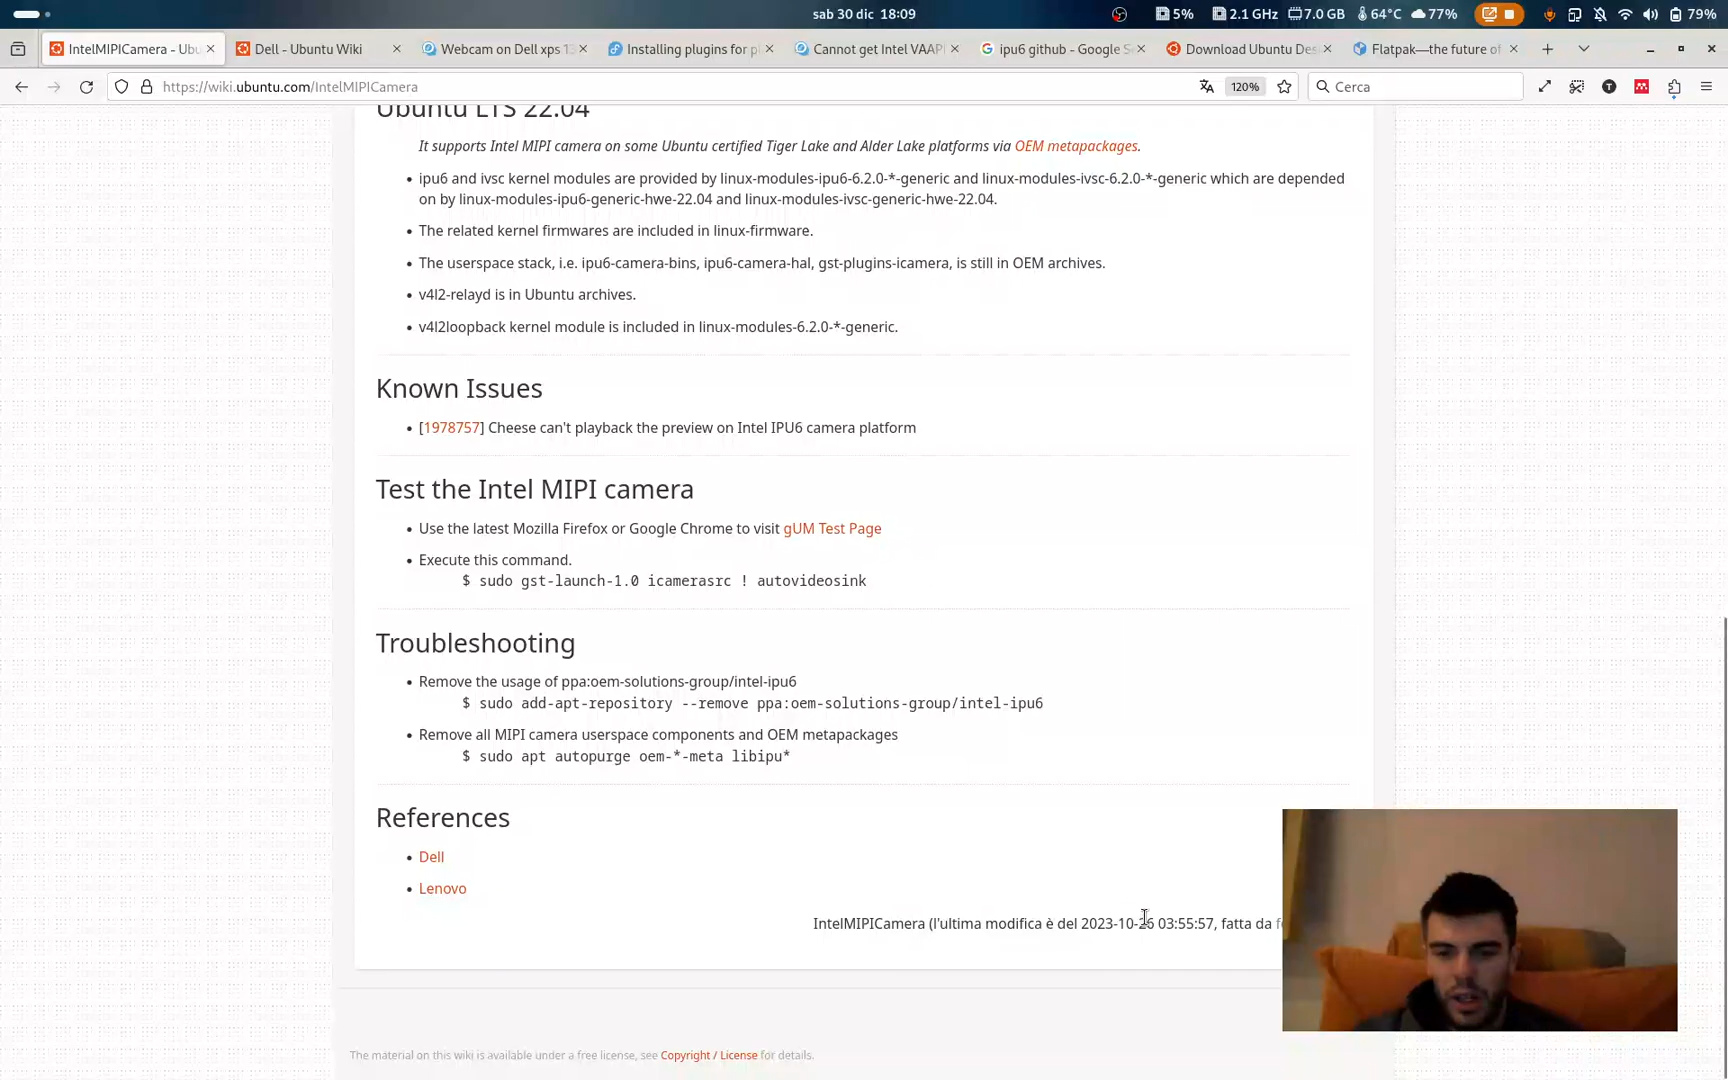 sab 30 dic 18:09
5% 2.1 GHz 7.0 GB 64°C 77% 79%
IntelMIPICamera - Ubu
Dell - Ubuntu Wiki
Webcam on Dell xps 13
Installing plugins for p
Cannot get Intel VAAPI
ipu6 github - Google Se
Download Ubuntu Des
Flatpak—the future of
https://wiki.ubuntu.com/IntelMIPICamera
120%
Cerca
Ubuntu LTS 22.04
It supports Intel MIPI camera on some Ubuntu certified Tiger Lake and Alder Lake platforms via OEM metapackages.
• ipu6 and ivsc kernel modules are provided by linux-modules-ipu6-6.2.0-*-generic and linux-modules-ivsc-6.2.0-*-generic which are depended
on by linux-modules-ipu6-generic-hwe-22.04 and linux-modules-ivsc-generic-hwe-22.04.
• The related kernel firmwares are included in linux-firmware.
• The userspace stack, i.e. ipu6-camera-bins, ipu6-camera-hal, gst-plugins-icamera, is still in OEM archives.
• v4l2-relayd is in Ubuntu archives.
• v4l2loopback kernel module is included in linux-modules-6.2.0-*-generic.
Known Issues
• [1978757] Cheese can't playback the preview on Intel IPU6 camera platform
Test the Intel MIPI camera
• Use the latest Mozilla Firefox or Google Chrome to visit gUM Test Page
• Execute this command.
$ sudo gst-launch-1.0 icamerasrc ! autovideosink
Troubleshooting
• Remove the usage of ppa:oem-solutions-group/intel-ipu6
$ sudo add-apt-repository --remove ppa:oem-solutions-group/intel-ipu6
• Remove all MIPI camera userspace components and OEM metapackages
$ sudo apt autopurge oem-*-meta libipu*
References
• Dell
• Lenovo
IntelMIPICamera (l'ultima modifica è del 2023-10-26 03:55:57, fatta da
The material on this wiki is available under a free license, see Copyright / License for details.